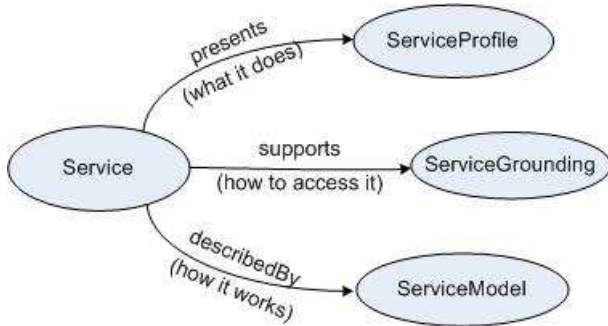 presents
(what it does)
ServiceProfile
Service
supports
(how to access it)
ServiceGrounding
describedBy
(how it works)
ServiceModel